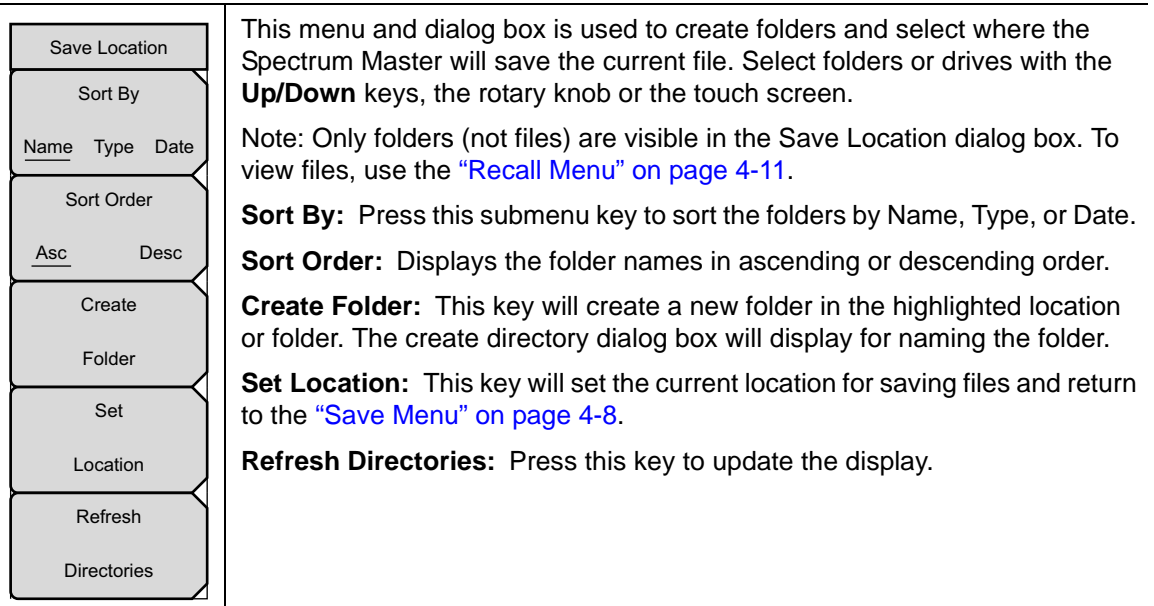 Save Location
Sort By
Name Type Date
Sort Order
Asc Desc
Create
Folder
Set
Location
Refresh
Directories
This menu and dialog box is used to create folders and select where the
Spectrum Master will save the current file. Select folders or drives with the
Up/Down keys, the rotary knob or the touch screen.
Note: Only folders (not files) are visible in the Save Location dialog box. To
view files, use the “Recall Menu” on page 4-11.
Sort By: Press this submenu key to sort the folders by Name, Type, or Date.
Sort Order: Displays the folder names in ascending or descending order.
Create Folder: This key will create a new folder in the highlighted location
or folder. The create directory dialog box will display for naming the folder.
Set Location: This key will set the current location for saving files and return
to the “Save Menu” on page 4-8.
Refresh Directories: Press this key to update the display.